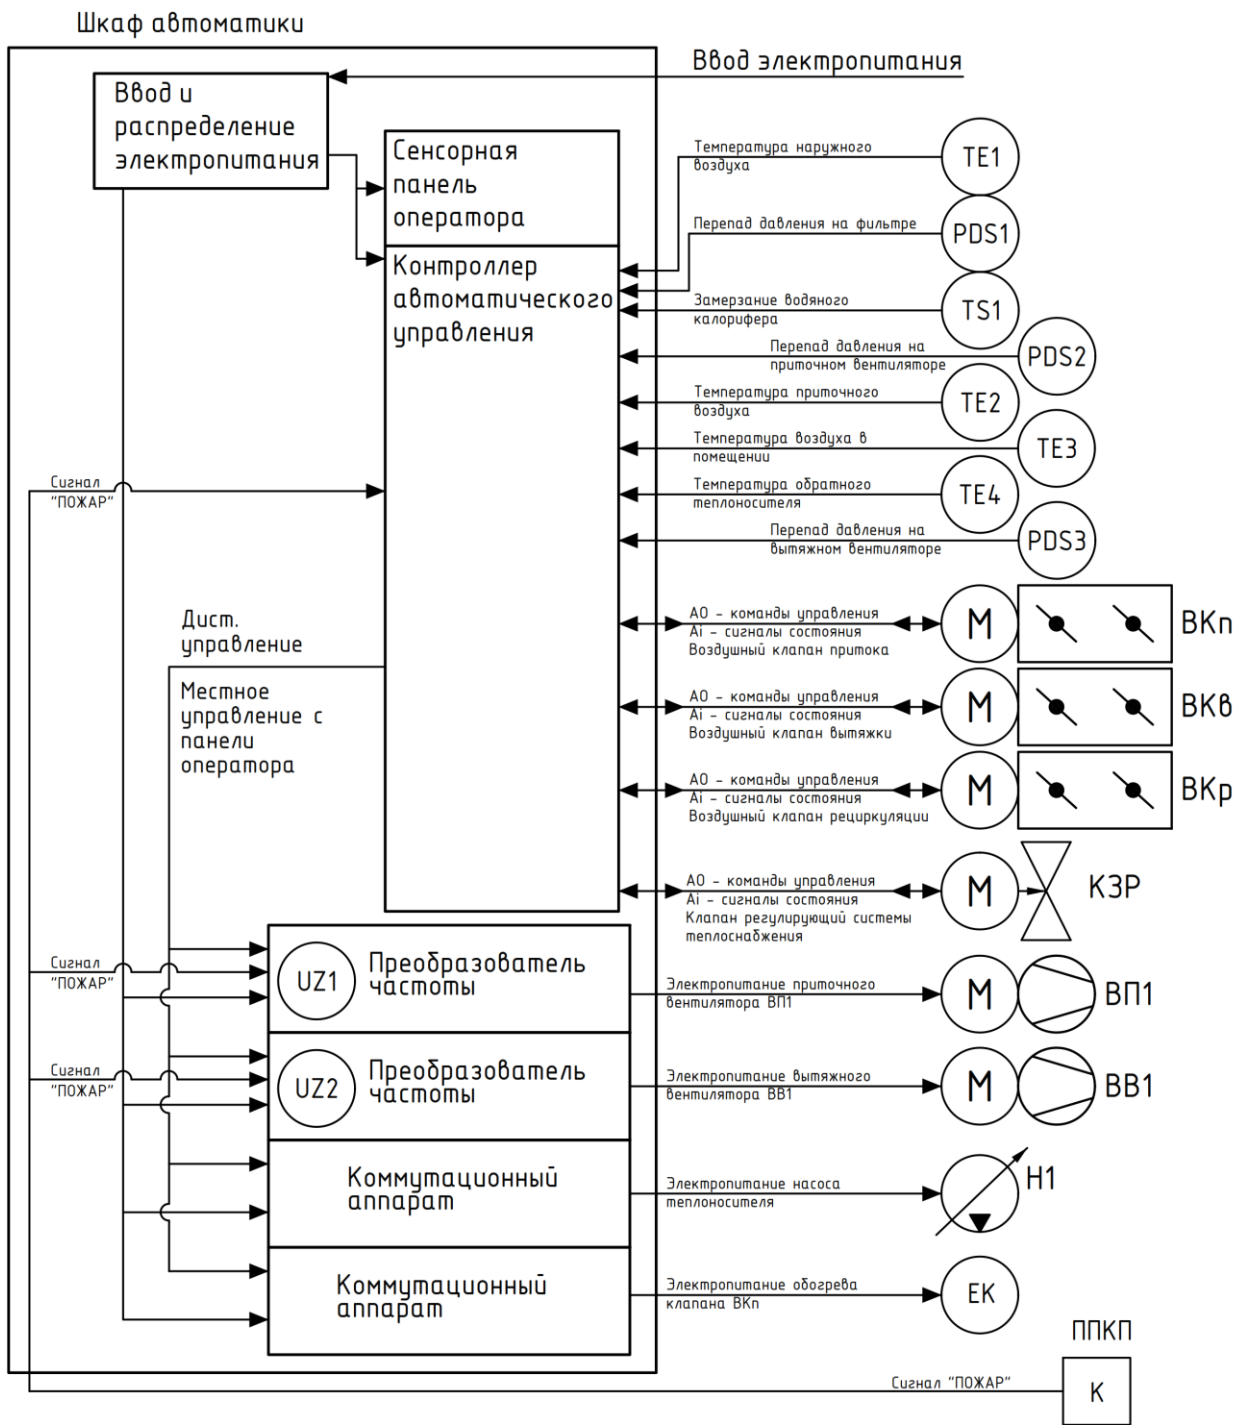 Шкаф автоматики
Ввод электропитания
Ввод и
распределение
электропитания
Сенсорная
панель
оператора
Контроллер
автоматического
управления
Температура наружного
воздуха
TE1
Перепад давления на фильтре
PDS1
Замерзание водяного
калорифера
TS1
Перепад давления на
приточном вентиляторе
PDS2
Температура приточного
воздуха
TE2
Температура воздуха в
помещении
TE3
Температура обратного
теплоносителя
TE4
Перепад давления на
вытяжном вентиляторе
PDS3
Сигнал
"ПОЖАР"
Дист.
управление
Местное
управление с
панели
оператора
АО - команды управления
Ai - сигналы состояния
Воздушный клапан притока
М
ВКп
АО - команды управления
Ai - сигналы состояния
Воздушный клапан вытяжки
М
ВКв
АО - команды управления
Ai - сигналы состояния
Воздушный клапан рециркуляции
М
ВКр
АО - команды управления
Ai - сигналы состояния
Клапан регулирующий системы
теплоснабжения
М
КЗР
Сигнал
"ПОЖАР"
UZ1
Преобразователь
частоты
Электропитание приточного
вентилятора ВП1
М
ВП1
Сигнал
"ПОЖАР"
UZ2
Преобразователь
частоты
Электропитание вытяжного
вентилятора ВВ1
М
ВВ1
Коммутационный
аппарат
Электропитание насоса
теплоносителя
Н1
Коммутационный
аппарат
Электропитание обогрева
клапана ВКп
ЕК
ППКП
Сигнал "ПОЖАР"
К